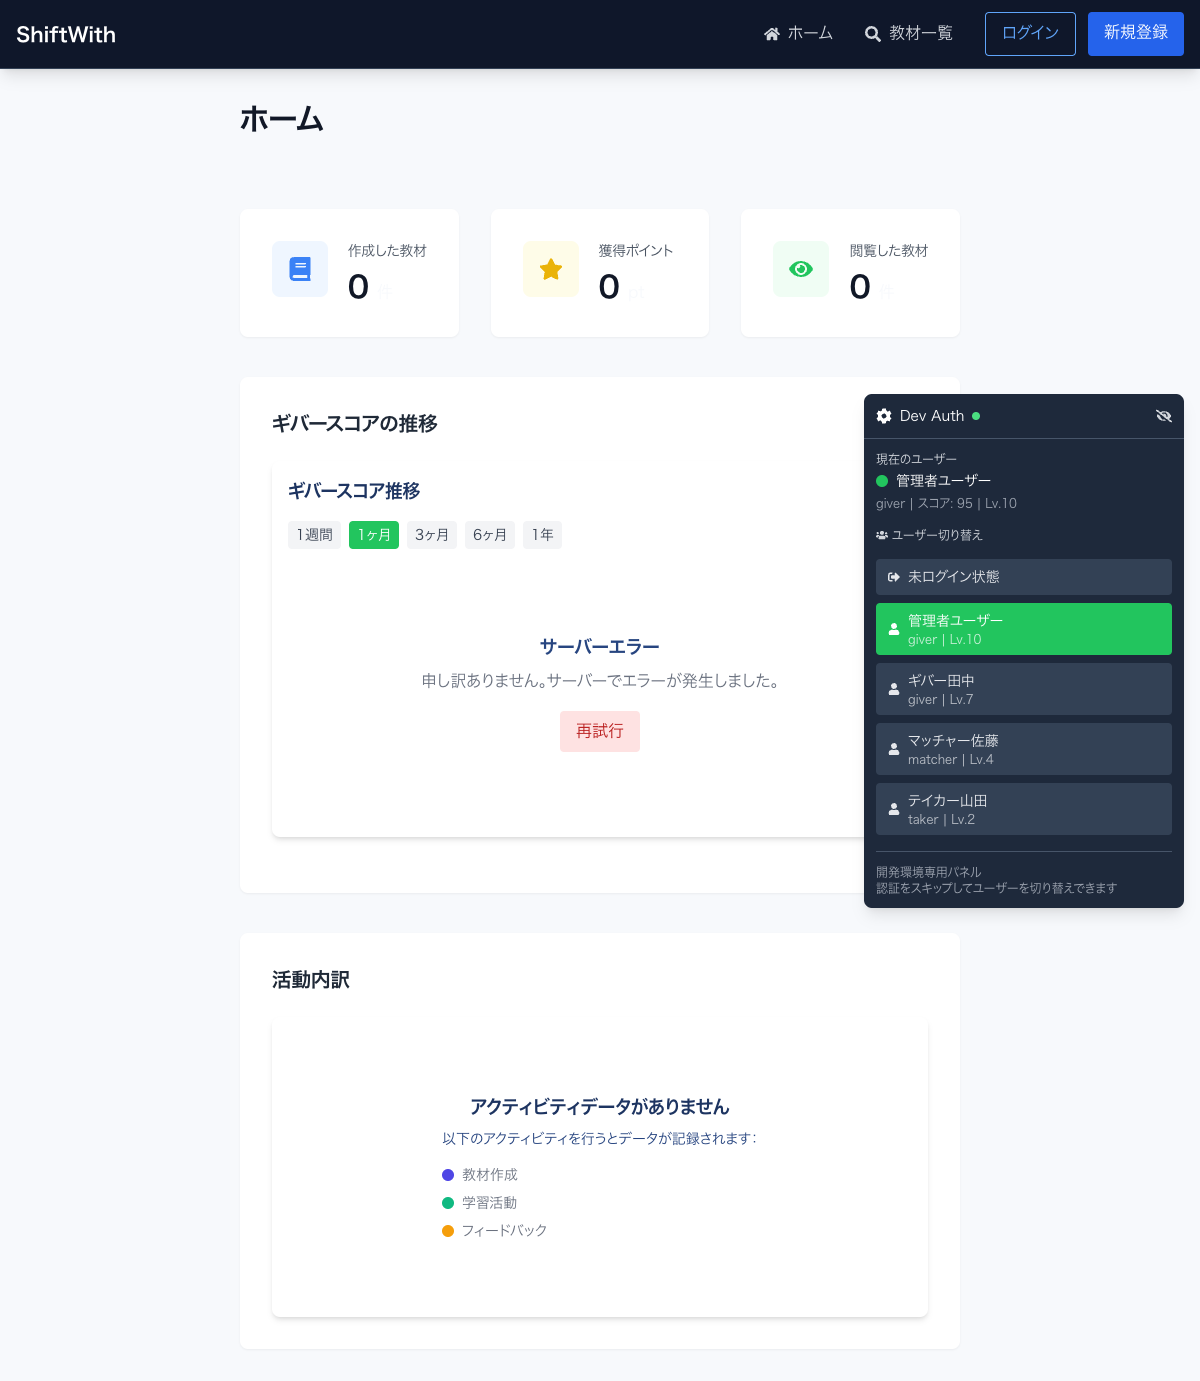 ShiftWith
ホーム
教材一覧
ログイン
新規登録
ホーム
作成した教材
0 件
獲得ポイント
0 pt
閲覧した教材
0 件
ギバースコアの推移
ギバースコア推移
1週間
1ヶ月
3ヶ月
6ヶ月
1年
サーバーエラー
申し訳ありません。サーバーでエラーが発生しました。
再試行
Dev Auth
現在のユーザー
管理者ユーザー
giver | スコア: 95 | Lv.10
ユーザー切り替え
未ログイン状態
管理者ユーザー
giver | Lv.10
ギバー田中
giver | Lv.7
マッチャー佐藤
matcher | Lv.4
テイカー山田
taker | Lv.2
開発環境専用パネル
認証をスキップしてユーザーを切り替えできます
活動内訳
アクティビティデータがありません
以下のアクティビティを行うとデータが記録されます:
教材作成
学習活動
フィードバック